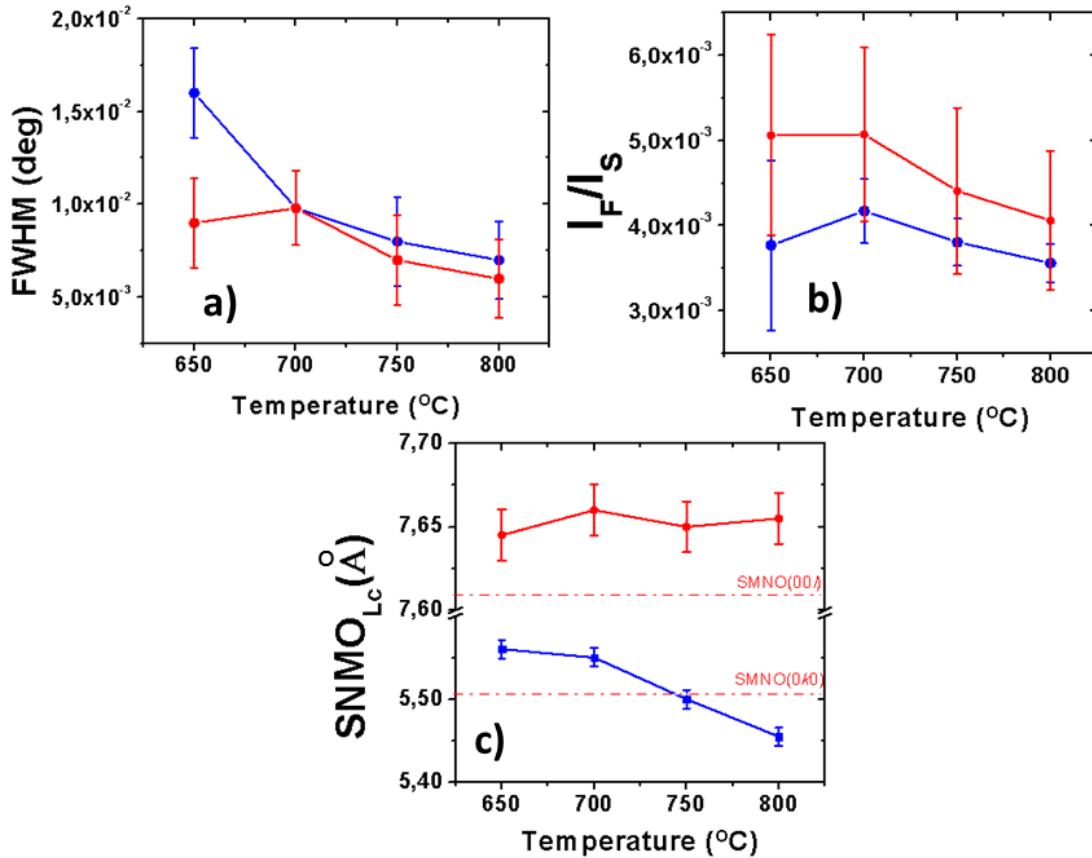 2,0x10⁻²
1,5x10⁻²
1,0x10⁻²
5,0x10⁻³
FWHM (deg)
a)
650 700 750 800
Temperature (ᴼC)
6,0x10⁻³
5,0x10⁻³
4,0x10⁻³
3,0x10⁻³
I_F/I_S
b)
650 700 750 800
Temperature (ᴼC)
7,70
7,65
7,60
5,50
5,40
SNMO_Lc (Å)
SMNO(00l)
SMNO(0k0)
c)
650 700 750 800
Temperature (ᴼC)